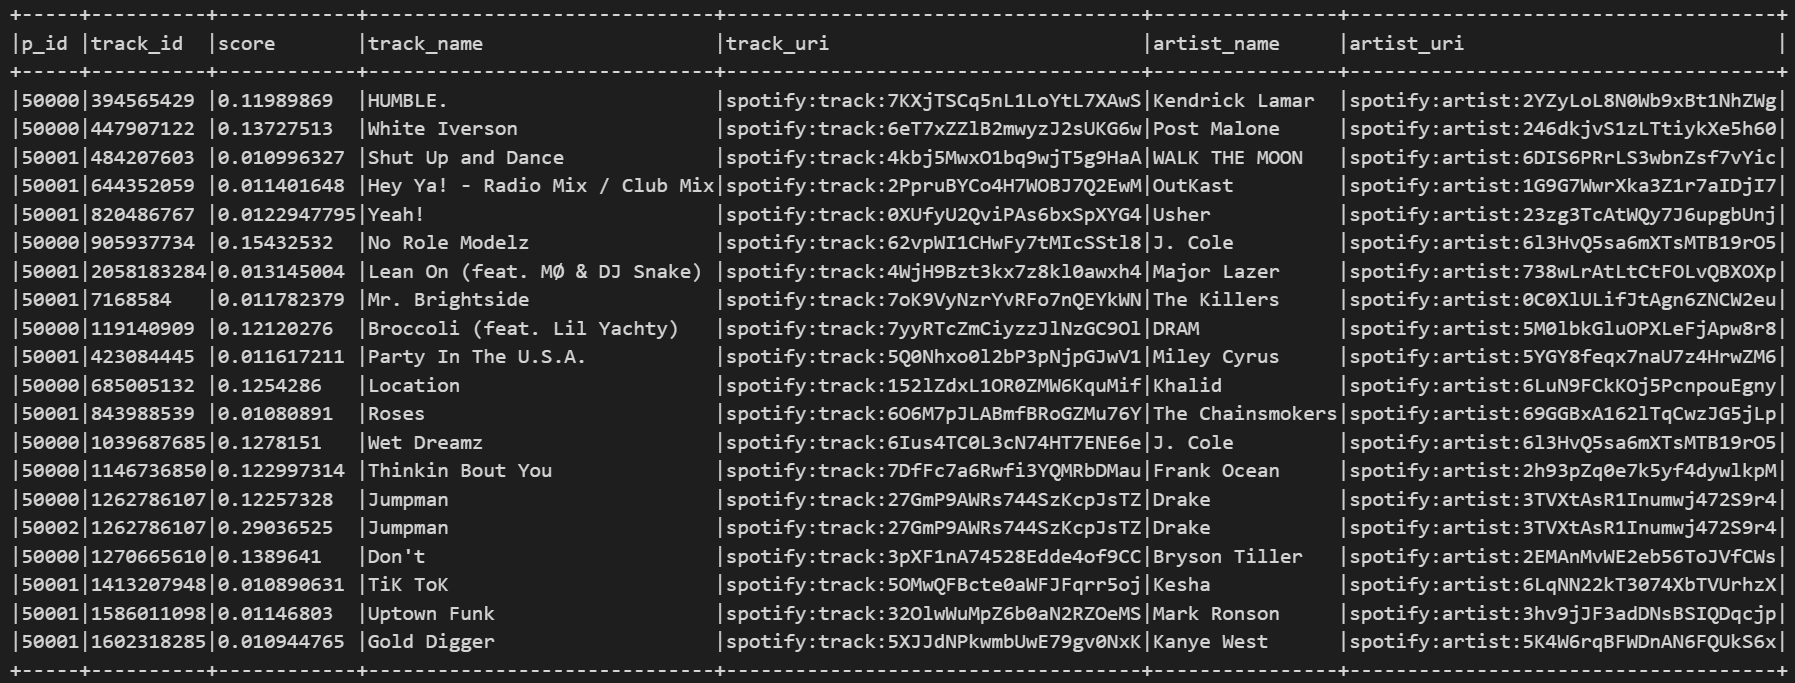 +-----+----------+------------+-----------------------------+------------------------------------+----------------+-------------------------------------+
|p_id |track_id  |score       |track_name                   |track_uri                           |artist_name     |artist_uri                           |
+-----+----------+------------+-----------------------------+------------------------------------+----------------+-------------------------------------+
|50000|394565429 |0.11989869  |HUMBLE.                      |spotify:track:7KXjTSCq5nL1LoYtL7XAwS|Kendrick Lamar  |spotify:artist:2YZyLoL8N0Wb9xBt1NhZWg|
|50000|447907122 |0.13727513  |White Iverson                |spotify:track:6eT7xZZlB2mwyzJ2sUKG6w|Post Malone     |spotify:artist:246dkjvS1zLTtiykXe5h60|
|50001|484207603 |0.010996327 |Shut Up and Dance            |spotify:track:4kbj5MwxO1bq9wjT5g9HaA|WALK THE MOON   |spotify:artist:6DIS6PRrLS3wbnZsf7vYic|
|50001|644352059 |0.011401648 |Hey Ya! - Radio Mix / Club Mix|spotify:track:2PpruBYCo4H7WOBJ7Q2EwM|OutKast         |spotify:artist:1G9G7WwrXka3Z1r7aIDjI7|
|50001|820486767 |0.0122947795|Yeah!                        |spotify:track:0XUfyU2QviPAs6bxSpXYG4|Usher           |spotify:artist:23zg3TcAtWQy7J6upgbUnj|
|50000|905937734 |0.15432532  |No Role Modelz               |spotify:track:62vpWI1CHwFy7tMIcSStl8|J. Cole         |spotify:artist:6l3HvQ5sa6mXTsMTB19rO5|
|50001|2058183284|0.013145004 |Lean On (feat. MØ & DJ Snake) |spotify:track:4WjH9Bzt3kx7z8kl0awxh4|Major Lazer     |spotify:artist:738wLrAtLtCtFOLvQBXOXp|
|50001|7168584   |0.011782379 |Mr. Brightside               |spotify:track:7oK9VyNzrYvRFo7nQEYkWN|The Killers     |spotify:artist:0C0XlULifJtAgn6ZNCW2eu|
|50000|119140909 |0.12120276  |Broccoli (feat. Lil Yachty)  |spotify:track:7yyRTcZmCiyzzJlNzGC9Ol|DRAM            |spotify:artist:5M0lbkGluOPXLeFjApw8r8|
|50001|423084445 |0.011617211 |Party In The U.S.A.          |spotify:track:5Q0Nhxo0l2bP3pNjpGJwV1|Miley Cyrus     |spotify:artist:5YGY8feqx7naU7z4HrwZM6|
|50000|685005132 |0.1254286   |Location                     |spotify:track:152lZdxL1OR0ZMW6KquMif|Khalid          |spotify:artist:6LuN9FCkKOj5PcnpouEgny|
|50001|843988539 |0.01080891  |Roses                        |spotify:track:6O6M7pJLABmfBRoGZMu76Y|The Chainsmokers|spotify:artist:69GGBxA162lTqCwzJG5jLp|
|50000|1039687685|0.1278151   |Wet Dreamz                   |spotify:track:6Ius4TC0L3cN74HT7ENE6e|J. Cole         |spotify:artist:6l3HvQ5sa6mXTsMTB19rO5|
|50000|1146736850|0.122997314 |Thinkin Bout You             |spotify:track:7DfFc7a6Rwfi3YQMRbDMau|Frank Ocean     |spotify:artist:2h93pZq0e7k5yf4dywlkpM|
|50000|1262786107|0.12257328  |Jumpman                      |spotify:track:27GmP9AWRs744SzKcpJsTZ|Drake           |spotify:artist:3TVXtAsR1Inumwj472S9r4|
|50002|1262786107|0.29036525  |Jumpman                      |spotify:track:27GmP9AWRs744SzKcpJsTZ|Drake           |spotify:artist:3TVXtAsR1Inumwj472S9r4|
|50000|1270665610|0.1389641   |Don't                        |spotify:track:3pXF1nA74528Edde4of9CC|Bryson Tiller   |spotify:artist:2EMAnMvWE2eb56ToJVfCWs|
|50001|1413207948|0.010890631 |TiK ToK                      |spotify:track:5OMwQFBcte0aWFJFqrr5oj|Kesha           |spotify:artist:6LqNN22kT3074XbTVUrhzX|
|50001|1586011098|0.01146803  |Uptown Funk                  |spotify:track:32OlwWuMpZ6b0aN2RZOeMS|Mark Ronson     |spotify:artist:3hv9jJF3adDNsBSIQDqcjp|
|50001|1602318285|0.010944765 |Gold Digger                  |spotify:track:5XJJdNPkwmbUwE79gv0NxK|Kanye West      |spotify:artist:5K4W6rqBFWDnAN6FQUkS6x|
+-----+----------+------------+-----------------------------+------------------------------------+----------------+-------------------------------------+